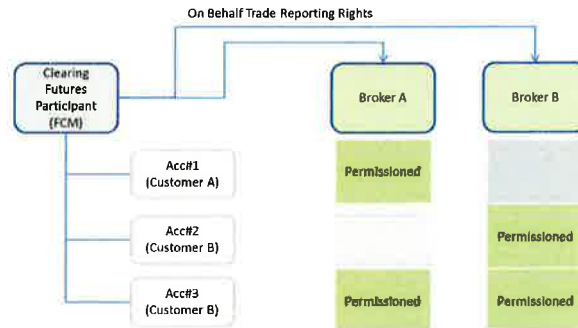 On Behalf Trade Reporting Rights
Clearing
Futures
Participant
(FCM)
Broker A
Broker B
Acc#1
(Customer A)
Permissioned
Acc#2
(Customer B)
Permissioned
Acc#3
(Customer B)
Permissioned
Permissioned